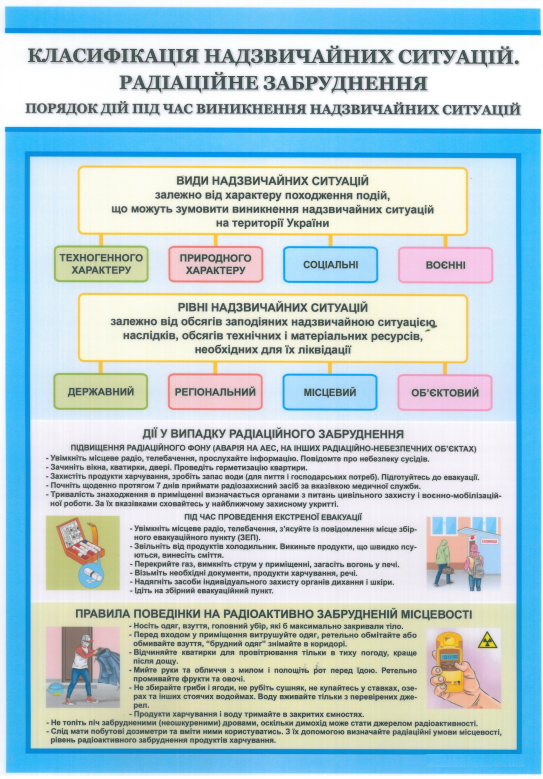 КЛАСИФІКАЦІЯ НАДЗВИЧАЙНИХ СИТУАЦІЙ.
РАДІАЦІЙНЕ ЗАБРУДНЕННЯ
ПОРЯДОК ДІЙ ПІД ЧАС ВИНИКНЕННЯ НАДЗВИЧАЙНИХ СИТУАЦІЙ
ВИДИ НАДЗВИЧАЙНИХ СИТУАЦІЙ
залежно від характеру походження подій,
що можуть зумовити виникнення надзвичайних ситуацій
на території України
ТЕХНОГЕННОГО
ХАРАКТЕРУ
ПРИРОДНОГО
ХАРАКТЕРУ
СОЦІАЛЬНІ
ВОЄННІ
РІВНІ НАДЗВИЧАЙНИХ СИТУАЦІЙ
залежно від обсягів заподіяних надзвичайною ситуацією
наслідків, обсягів технічних і матеріальних ресурсів,
необхідних для їх ліквідації
ДЕРЖАВНИЙ
РЕГІОНАЛЬНИЙ
МІСЦЕВИЙ
ОБ'ЄКТОВИЙ
ДІЇ У ВИПАДКУ РАДІАЦІЙНОГО ЗАБРУДНЕННЯ
ПІДВИЩЕННЯ РАДІАЦІЙНОГО ФОНУ (АВАРІЯ НА АЕС, НА ІНШИХ РАДІАЦІЙНО-НЕБЕЗПЕЧНИХ ОБ'ЄКТАХ)
- Увімкніть місцеве радіо, телебачення, прослухайте інформацію. Повідомте про небезпеку сусідів.
- Зачиніть вікна, кватирки, двері. Проведіть герметизацію квартири.
- Захистіть продукти харчування, зробіть запас води (для пиття і господарських потреб). Підготуйтесь до евакуації.
- Почніть щоденно протягом 7 днів приймати радіозахисний засіб за вказівкою медичної служби.
- Тривалість знаходження в приміщенні визначається органами з питань цивільного захисту і воєнно-мобілізацій-
ної роботи. За їх вказівками сховайтесь у найближчому захисному укритті.
ПІД ЧАС ПРОВЕДЕННЯ ЕКСТРЕНОЇ ЕВАКУАЦІЇ
- Увімкніть місцеве радіо, телебачення, з'ясуйте із повідомлення місце збір-
ного евакуаційного пункту (ЗЕП).
- Звільніть від продуктів холодильник. Викиньте продукти, що швидко псу-
ються, винесіть сміття.
- Перекрийте газ, вимкніть струм у приміщенні, загасіть вогонь у печі.
- Візьміть необхідні документи, продукти харчування, речі.
- Надягніть засоби індивідуального захисту органів дихання і шкіри.
- Ідіть на збірний евакуаційний пункт.
ПРАВИЛА ПОВЕДІНКИ НА РАДІОАКТИВНО ЗАБРУДНЕНІЙ МІСЦЕВОСТІ
- Носіть одяг, взуття, головний убір, які б максимально закривали тіло.
- Перед входом у приміщення витрушуйте одяг, ретельно обмітайте або
обмивайте взуття, "брудний одяг" знімайте в коридорі.
- Відчиняйте кватирки для провітрювання тільки в тиху погоду, краще
після дощу.
- Мийте руки та обличчя з милом і полощіть рот перед їдою. Ретельно
промивайте фрукти та овочі.
- Не збирайте гриби і ягоди, не рубіть сушняк, не купайтесь у ставках, озе-
рах та інших стоячих водоймах. Воду вживайте тільки з перевірених дже-
рел.
- Продукти харчування і воду тримайте в закритих ємностях.
- Не топіть піч забрудненими (неошкуреними) дровами, оскільки димохід може стати джерелом радіоактивності.
- Слід мати побутові дозиметри та вміти ними користуватись. З їх допомогою визначайте радіаційні умови місцевості,
рівень радіоактивного забруднення продуктів харчування.